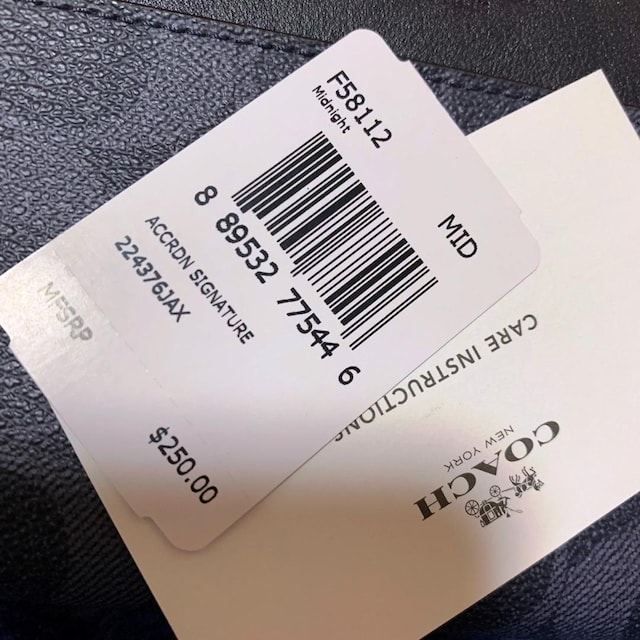 F58112
Midnight
MID
8 89532 77544 6
ACCRDN SIGNATURE
224376JAX
MFSRP
$250.00
CARE INSTRUCTIONS
COACH
NEW YORK